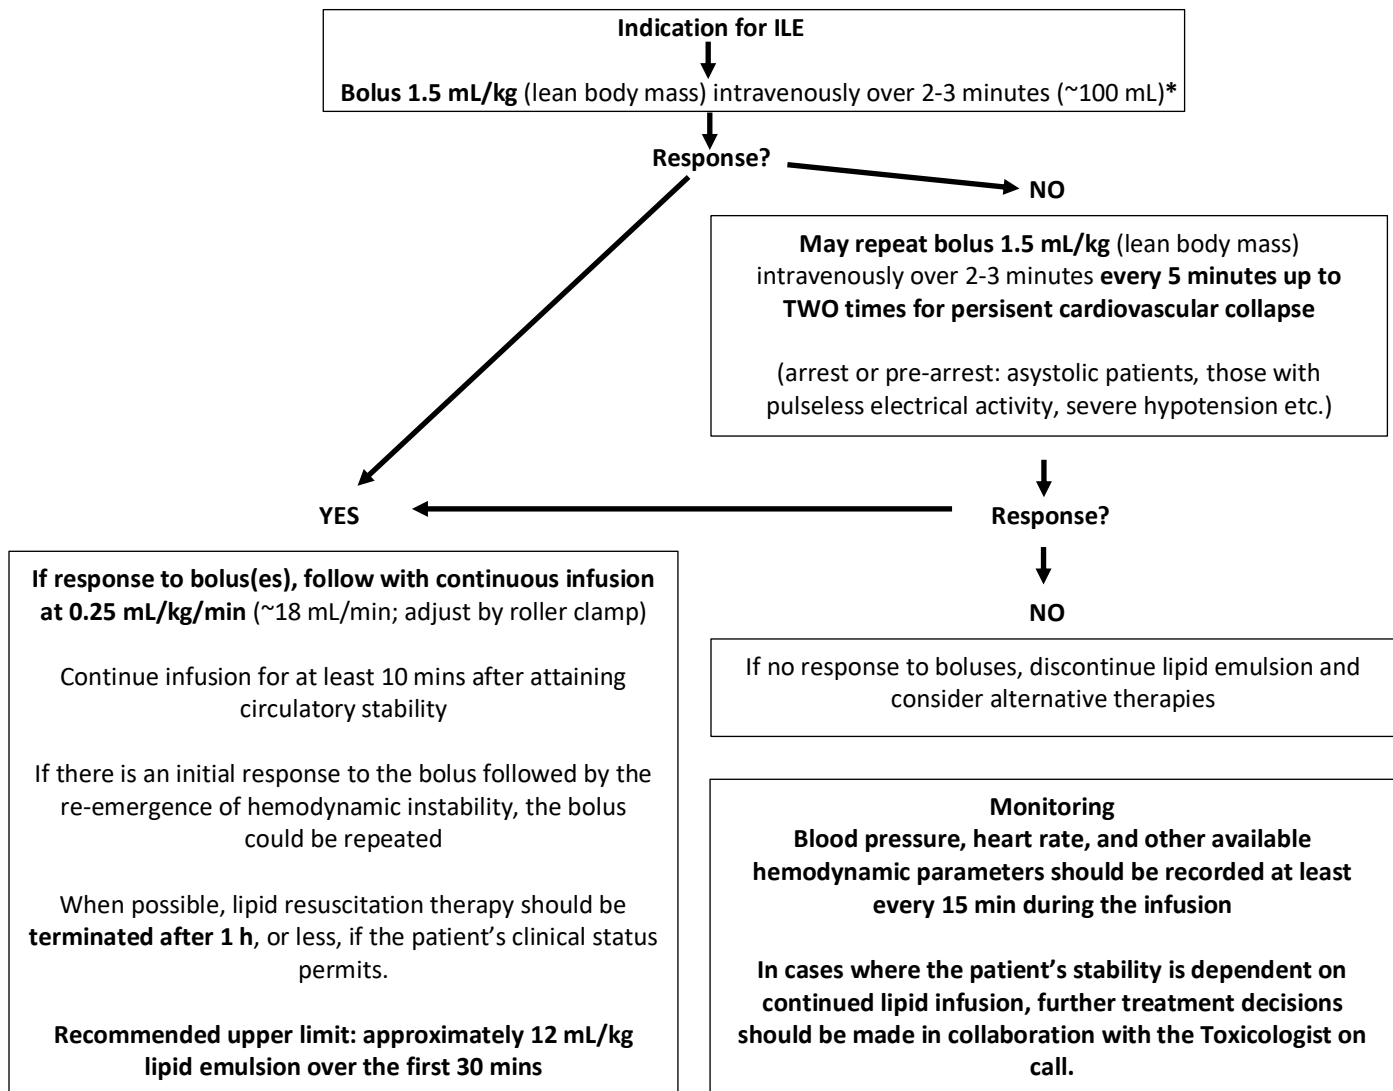 Indication for ILE
Bolus 1.5 mL/kg (lean body mass) intravenously over 2-3 minutes (~100 mL)*
Response?
NO
May repeat bolus 1.5 mL/kg (lean body mass)
intravenously over 2-3 minutes every 5 minutes up to
TWO times for persisent cardiovascular collapse
(arrest or pre-arrest: asystolic patients, those with
pulseless electrical activity, severe hypotension etc.)
YES
Response?
If response to bolus(es), follow with continuous infusion
at 0.25 mL/kg/min (~18 mL/min; adjust by roller clamp)
Continue infusion for at least 10 mins after attaining
circulatory stability
If there is an initial response to the bolus followed by the
re-emergence of hemodynamic instability, the bolus
could be repeated
When possible, lipid resuscitation therapy should be
terminated after 1 h, or less, if the patient’s clinical status
permits.
Recommended upper limit: approximately 12 mL/kg
lipid emulsion over the first 30 mins
NO
If no response to boluses, discontinue lipid emulsion and
consider alternative therapies
Monitoring
Blood pressure, heart rate, and other available
hemodynamic parameters should be recorded at least
every 15 min during the infusion
In cases where the patient’s stability is dependent on
continued lipid infusion, further treatment decisions
should be made in collaboration with the Toxicologist on
call.